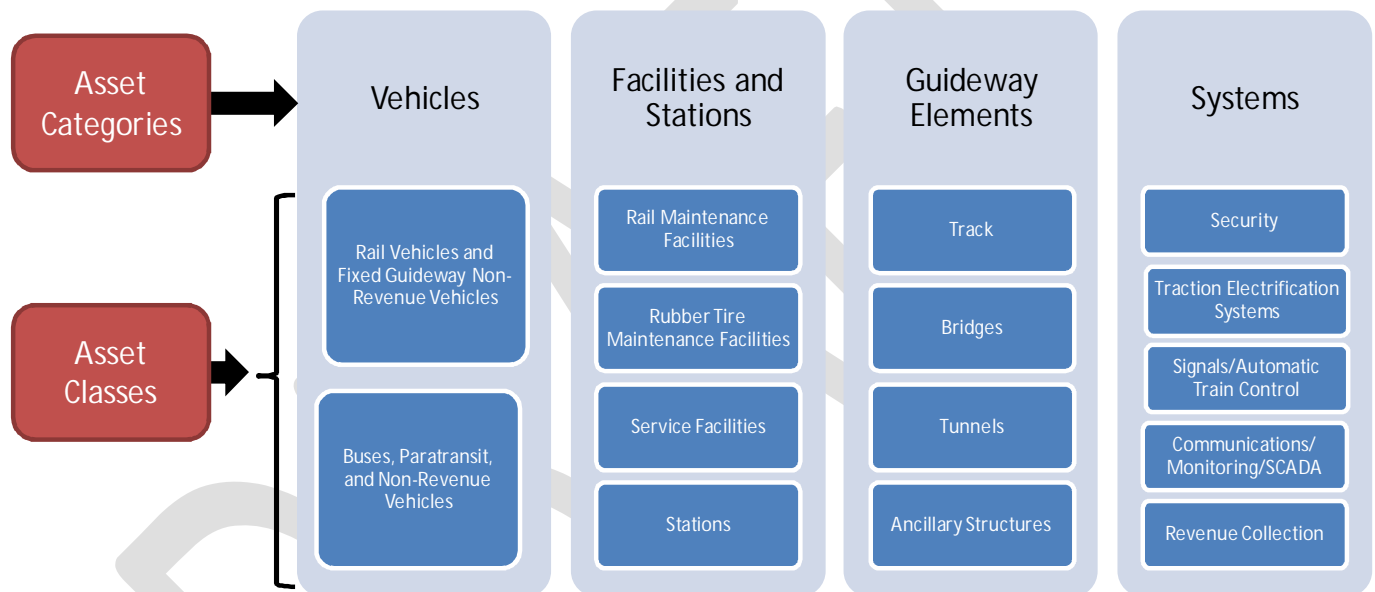 Asset
Categories
Vehicles
Facilities and
Stations
Guideway
Elements
Systems
Asset
Classes
Rail Vehicles and
Fixed Guideway Non-
Revenue Vehicles
Buses, Paratransit,
and Non-Revenue
Vehicles
Rail Maintenance
Facilities
Rubber Tire
Maintenance Facilities
Service Facilities
Stations
Track
Bridges
Tunnels
Ancillary Structures
Security
Traction Electrification
Systems
Signals/Automatic
Train Control
Communications/
Monitoring/SCADA
Revenue Collection